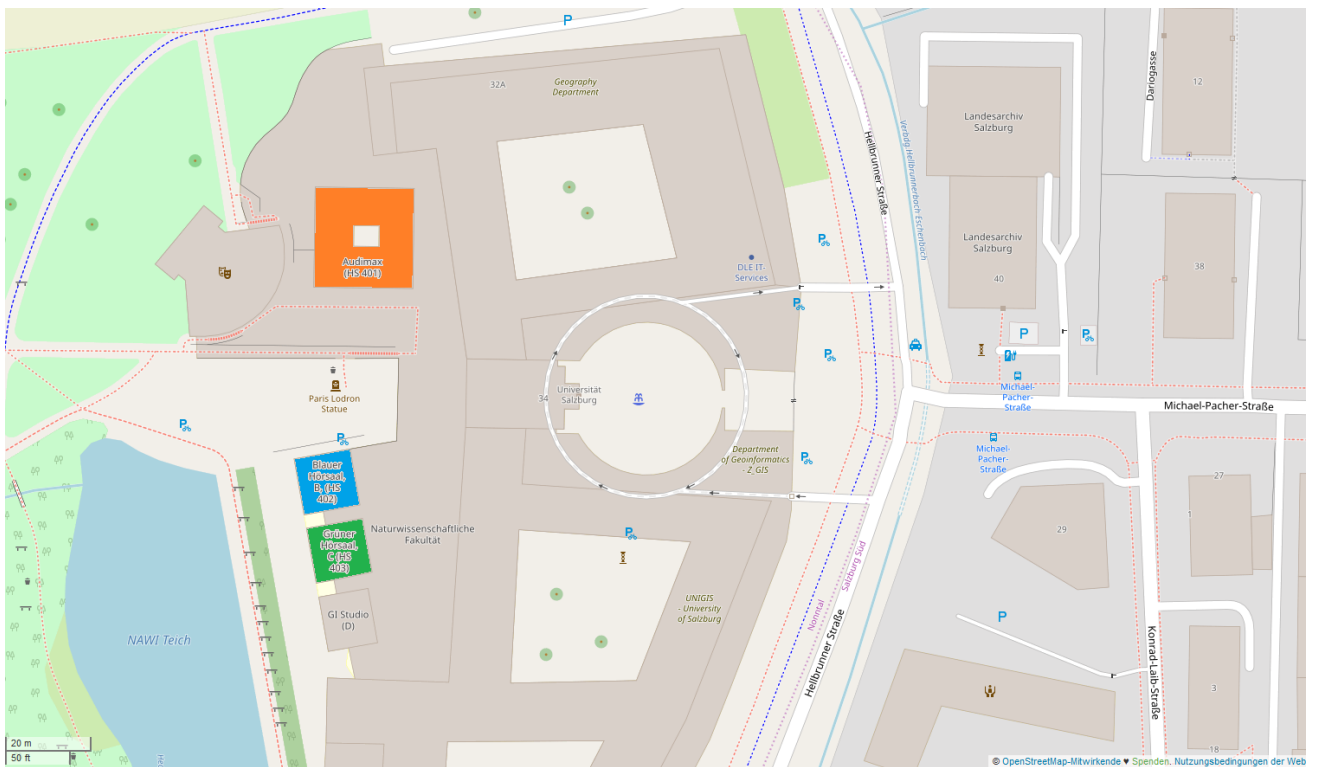 P
32A
Geography
Department
Dariogasse
12
Landesarchiv
Salzburg
Hellbrunner Straße
Verbdg Hellbrunnerbach Eschenbach
Audimax
(HS 401)
P
DLE IT-
Services
Landesarchiv
Salzburg
40
38
P
P
P
P
P
Paris Lodron
Statue
Universität
Salzburg
34
Michael-
Pacher-
Straße
Michael-Pacher-Straße
P
P
Michael-
Pacher-
Straße
Department
of Geoinformatics
- Z_GIS
P
Blauer
Hörsaal,
B, (HS
402)
27
1
Naturwissenschaftliche
Fakultät
P
29
Grüner
Hörsaal,
C (HS
403)
Salzburg Süd
Nonntal
UNIGIS
- University
of Salzburg
GI Studio
(D)
P
NAWI Teich
Hellbrunner Straße
Konrad-Laib-Straße
3
18
20 m
50 ft
© OpenStreetMap-Mitwirkende ♥ Spenden. Nutzungsbedingungen der Web